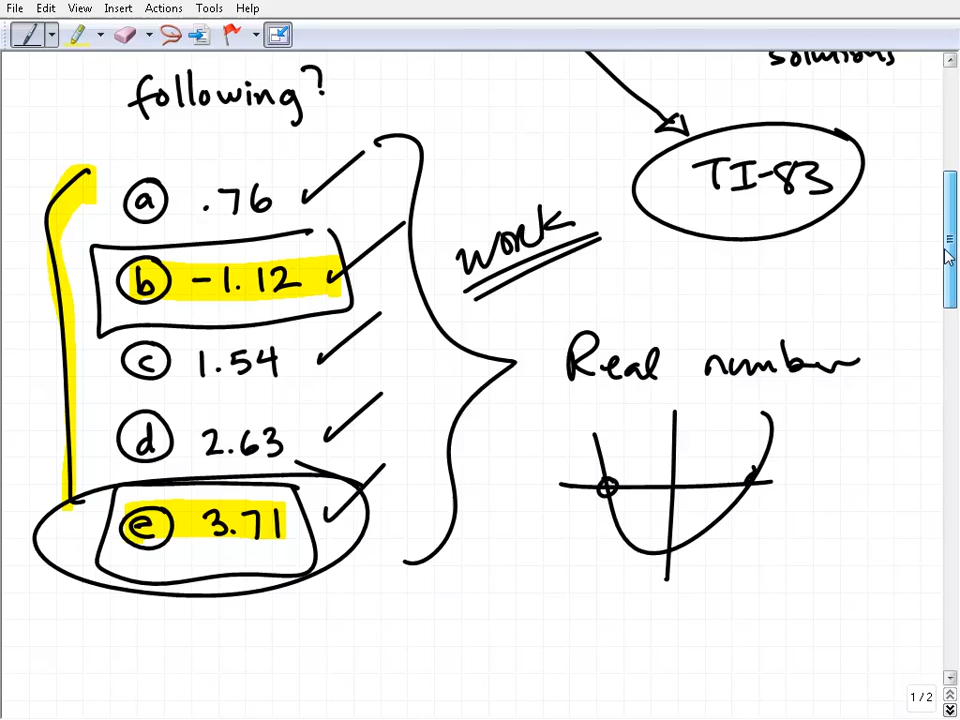 File Edit View Insert Actions Tools Help
solutions
following?
TI-83
a .76
work
b -1.12
c 1.54
Real number
d 2.63
e 3.71
1 / 2